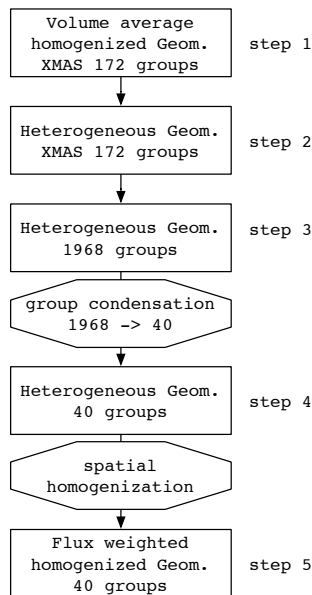 Volume average
homogenized Geom.
XMAS 172 groups
step 1
Heterogeneous Geom.
XMAS 172 groups
step 2
Heterogeneous Geom.
1968 groups
step 3
group condensation
1968 -> 40
Heterogeneous Geom.
40 groups
step 4
spatial
homogenization
Flux weighted
homogenized Geom.
40 groups
step 5